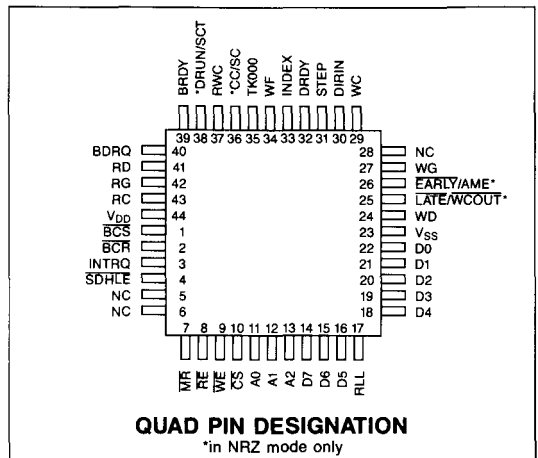 BRDY
*DRUN/SCT
RWC
*CC/SC
TK000
WF
INDEX
DRDY
STEP
DIRIN
WC
39 38 37 36 35 34 33 32 31 30 29
BDRQ 40
RD 41
RG 42
RC 43
VDD 44
BCS 1
BCR 2
INTRQ 3
SDHLE 4
NC 5
NC 6
28 NC
27 WG
26 EARLY/AME*
25 LATE/WCOUT*
24 WD
23 VSS
22 D0
21 D1
20 D2
19 D3
18 D4
7 8 9 10 11 12 13 14 15 16 17
MR
RE
WE
CS
A0
A1
A2
D7
D6
D5
RLL
QUAD PIN DESIGNATION
*in NRZ mode only